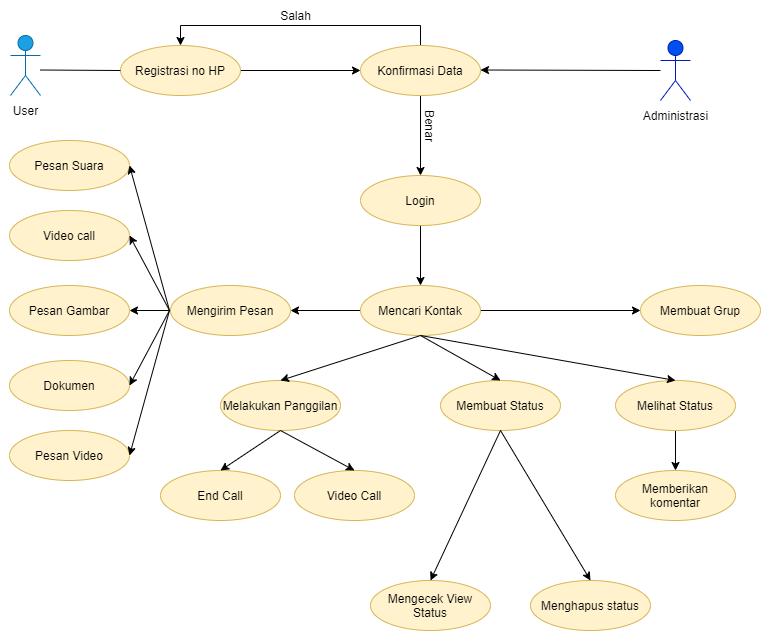 Salah
Registrasi no HP
Konfirmasi Data
User
Administrasi
Benar
Pesan Suara
Login
Video call
Pesan Gambar
Mengirim Pesan
Mencari Kontak
Membuat Grup
Dokumen
Melakukan Panggilan
Membuat Status
Melihat Status
Pesan Video
End Call
Video Call
Memberikan
komentar
Mengecek View
Status
Menghapus status